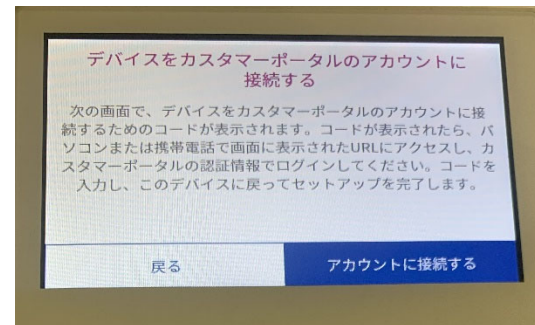 デバイスをカスタマーポータルのアカウントに
接続する
次の画面で、デバイスをカスタマーポータルのアカウントに接
続するためのコードが表示されます。コードが表示されたら、パ
ソコンまたは携帯電話で画面に表示されたURLにアクセスし、カ
スタマーポータルの認証情報でログインしてください。コードを
入力し、このデバイスに戻ってセットアップを完了します。
戻る
アカウントに接続する